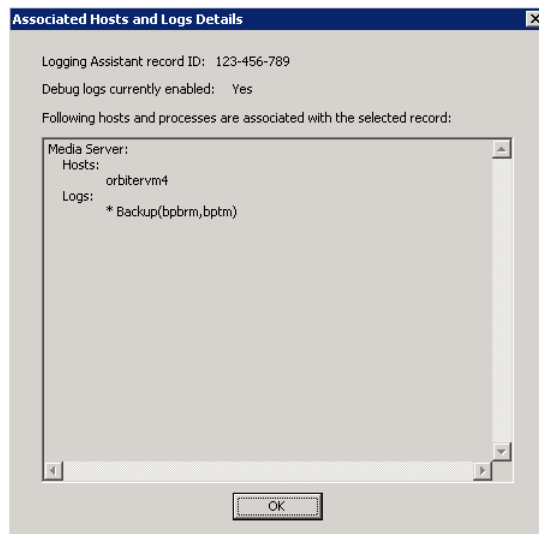 Associated Hosts and Logs Details
Logging Assistant record ID: 123-456-789
Debug logs currently enabled: Yes
Following hosts and processes are associated with the selected record:
Media Server:
Hosts:
orbitervm4
Logs:
* Backup(bpbrm,bptm)
OK